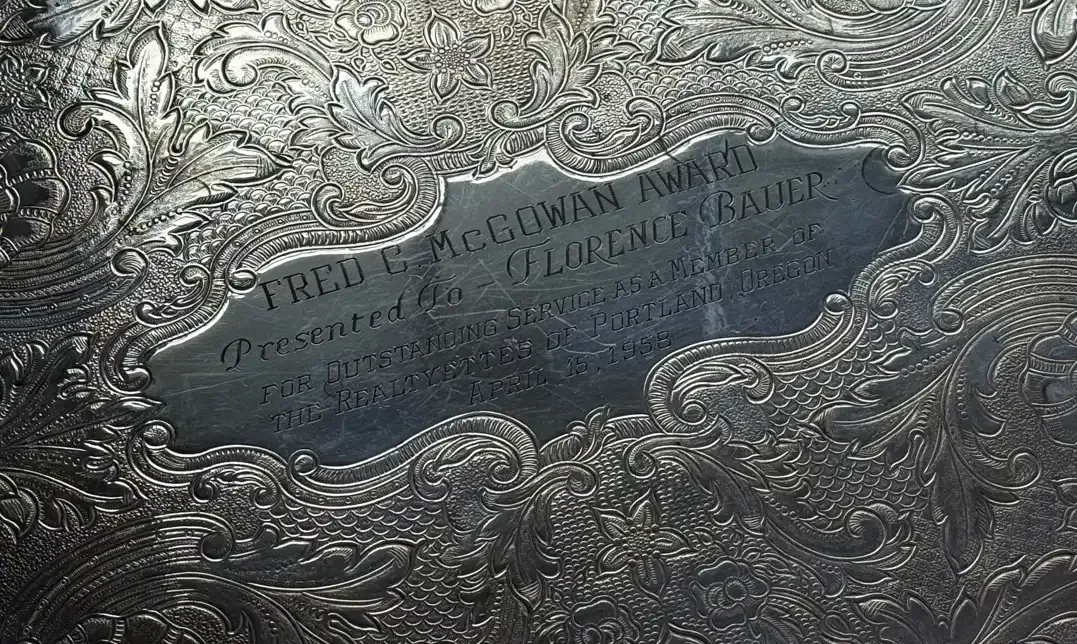 FRED G. McGOWAN AWARD
Presented To - FLORENCE BAUER
FOR OUTSTANDING SERVICE AS A MEMBER OF
THE REALTYETTES OF PORTLAND, OREGON
APRIL 15, 1958